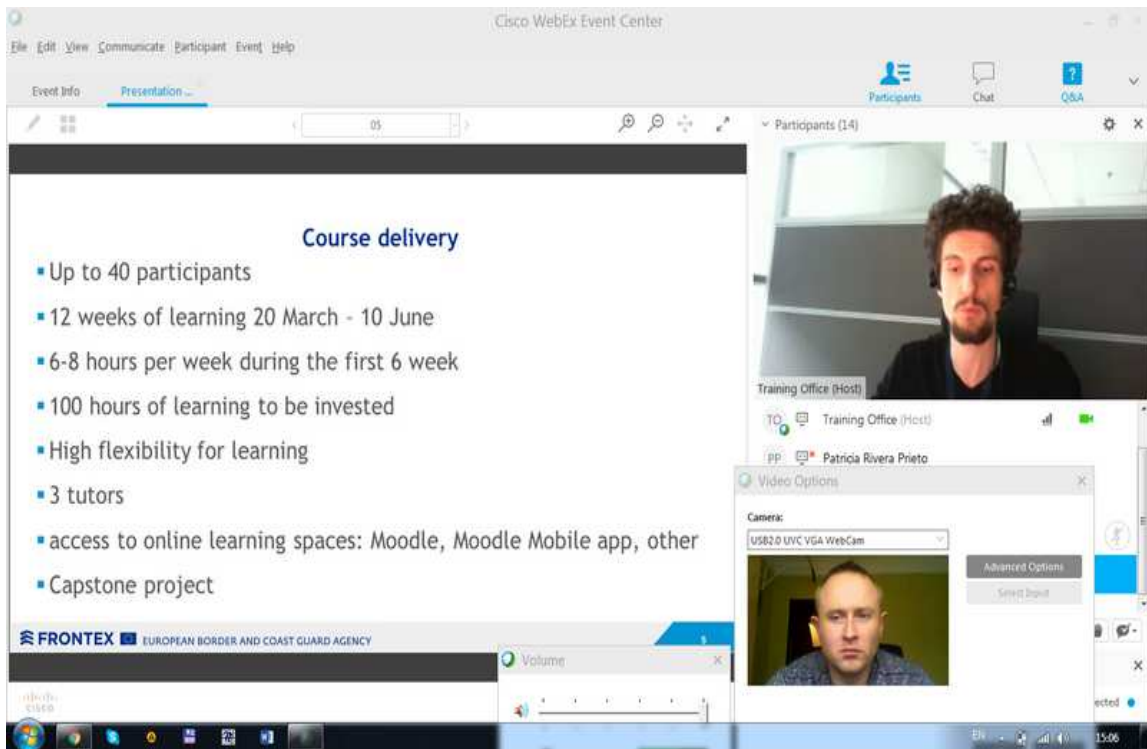 Cisco WebEx Event Center
File Edit View Communicate Participant Event Help
Event Info Presentation ...
Participants Chat Q&A
05
Participants (14)
Course delivery
Up to 40 participants
12 weeks of learning 20 March - 10 June
6-8 hours per week during the first 6 week
100 hours of learning to be invested
High flexibility for learning
3 tutors
access to online learning spaces: Moodle, Moodle Mobile app, other
Capstone project
FRONTEX EUROPEAN BORDER AND COAST GUARD AGENCY
5
Training Office (Host)
TO Training Office (Host)
PP Patricia Rivera Prieto
Video Options
Camera:
USB2.0 UVC VGA WebCam
Advanced Options
Select Input
Volume
cisco
EN 15:06